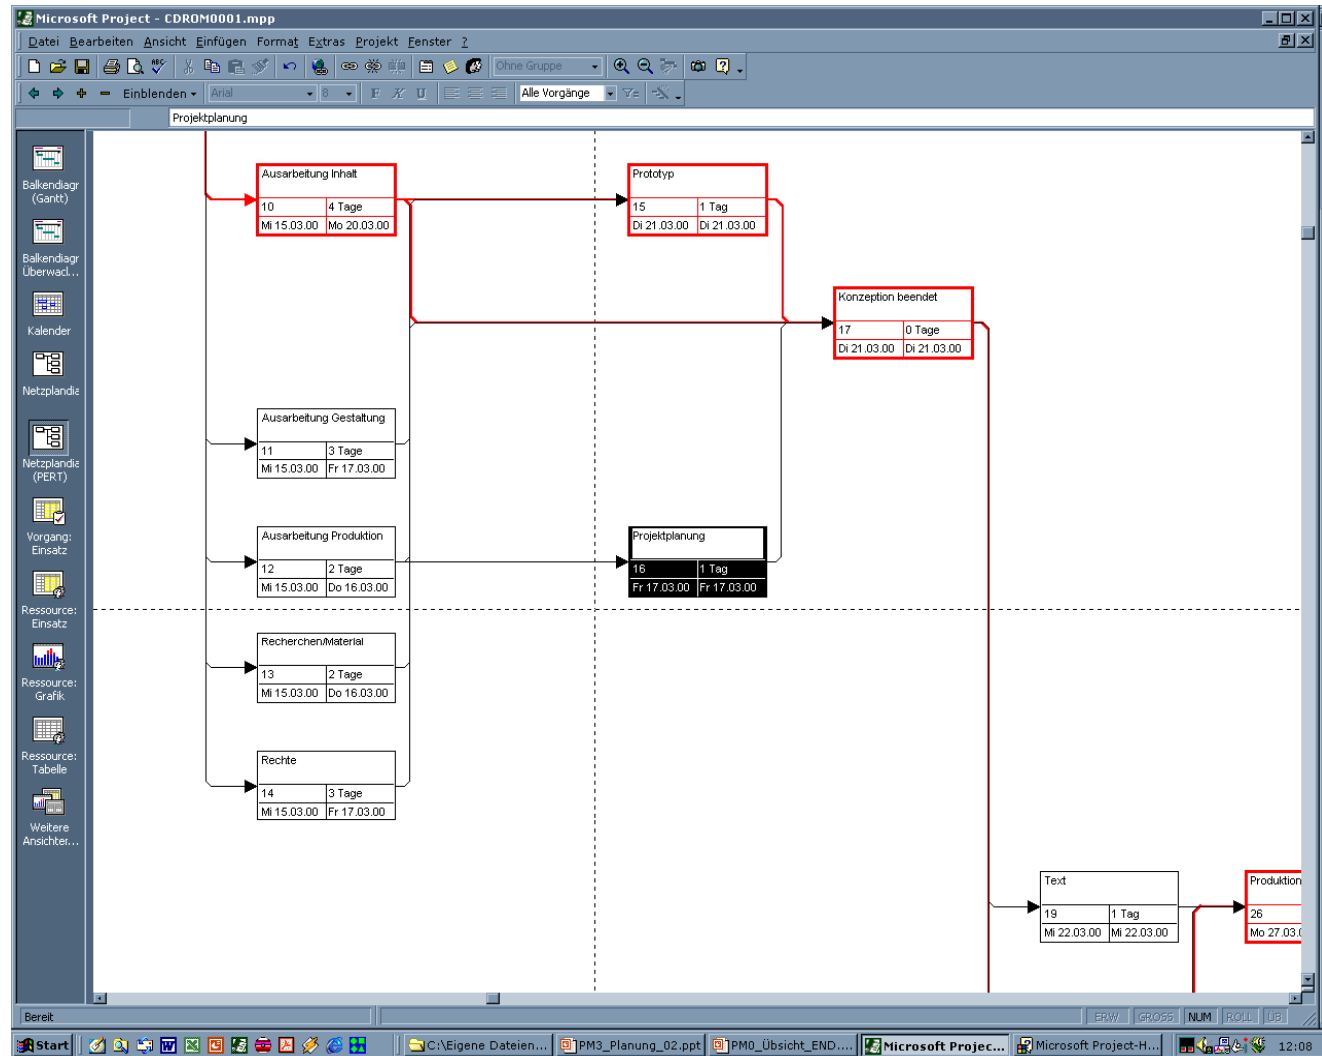 Microsoft Project - CDROM0001.mpp
Datei Bearbeiten Ansicht Einfügen Format Extras Projekt Fenster ?
Ohne Gruppe
Einblenden Arial 8 F K U Alle Vorgänge
Projektplanung
Balkendiagr
(Gantt)
Balkendiagr
Überwacl...
Kalender
Netzplandia
Netzplandia
(PERT)
Vorgang:
Einsatz
Ressource:
Einsatz
Ressource:
Grafik
Ressource:
Tabelle
Weitere
Ansichter...
Ausarbeitung Inhalt
10 4 Tage
Mi 15.03.00 Mo 20.03.00
Prototyp
15 1 Tag
Di 21.03.00 Di 21.03.00
Konzeption beendet
17 0 Tage
Di 21.03.00 Di 21.03.00
Ausarbeitung Gestaltung
11 3 Tage
Mi 15.03.00 Fr 17.03.00
Ausarbeitung Produktion
12 2 Tage
Mi 15.03.00 Do 16.03.00
Projektplanung
16 1 Tag
Fr 17.03.00 Fr 17.03.00
Recherchen/Material
13 2 Tage
Mi 15.03.00 Do 16.03.00
Rechte
14 3 Tage
Mi 15.03.00 Fr 17.03.00
Text
19 1 Tag
Mi 22.03.00 Mi 22.03.00
Produktion
26
Mo 27.03.0
Bereit
ERW GROSS NUM ROLL ÜB
Start C:\Eigene Dateien... PM3_Planung_02.ppt PM0_Übsicht_END.... Microsoft Projec... Microsoft Project-H... 12:08